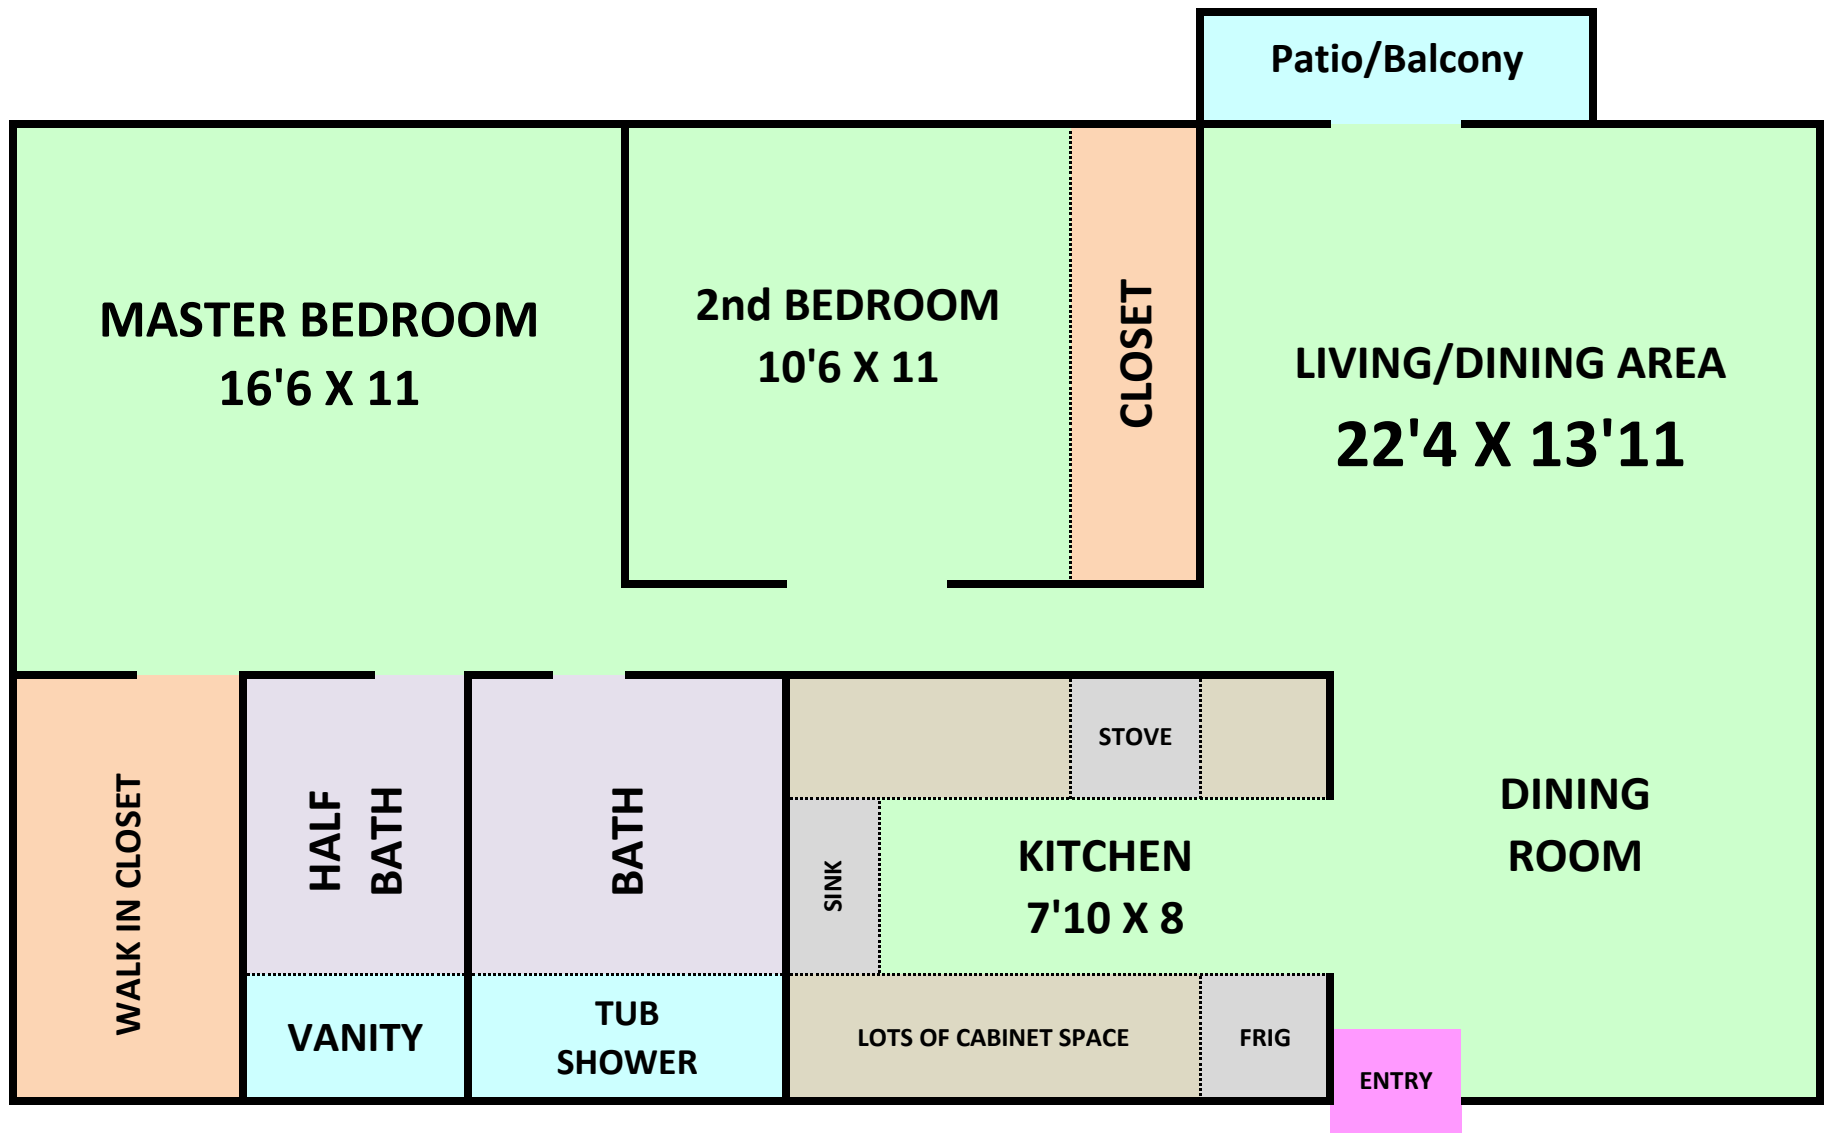 Patio/Balcony
MASTER BEDROOM
16'6 X 11
2nd BEDROOM
10'6 X 11
CLOSET
LIVING/DINING AREA
22'4 X 13'11
WALK IN CLOSET
HALF
BATH
VANITY
BATH
TUB
SHOWER
STOVE
SINK
KITCHEN
7'10 X 8
LOTS OF CABINET SPACE
FRIG
DINING
ROOM
ENTRY